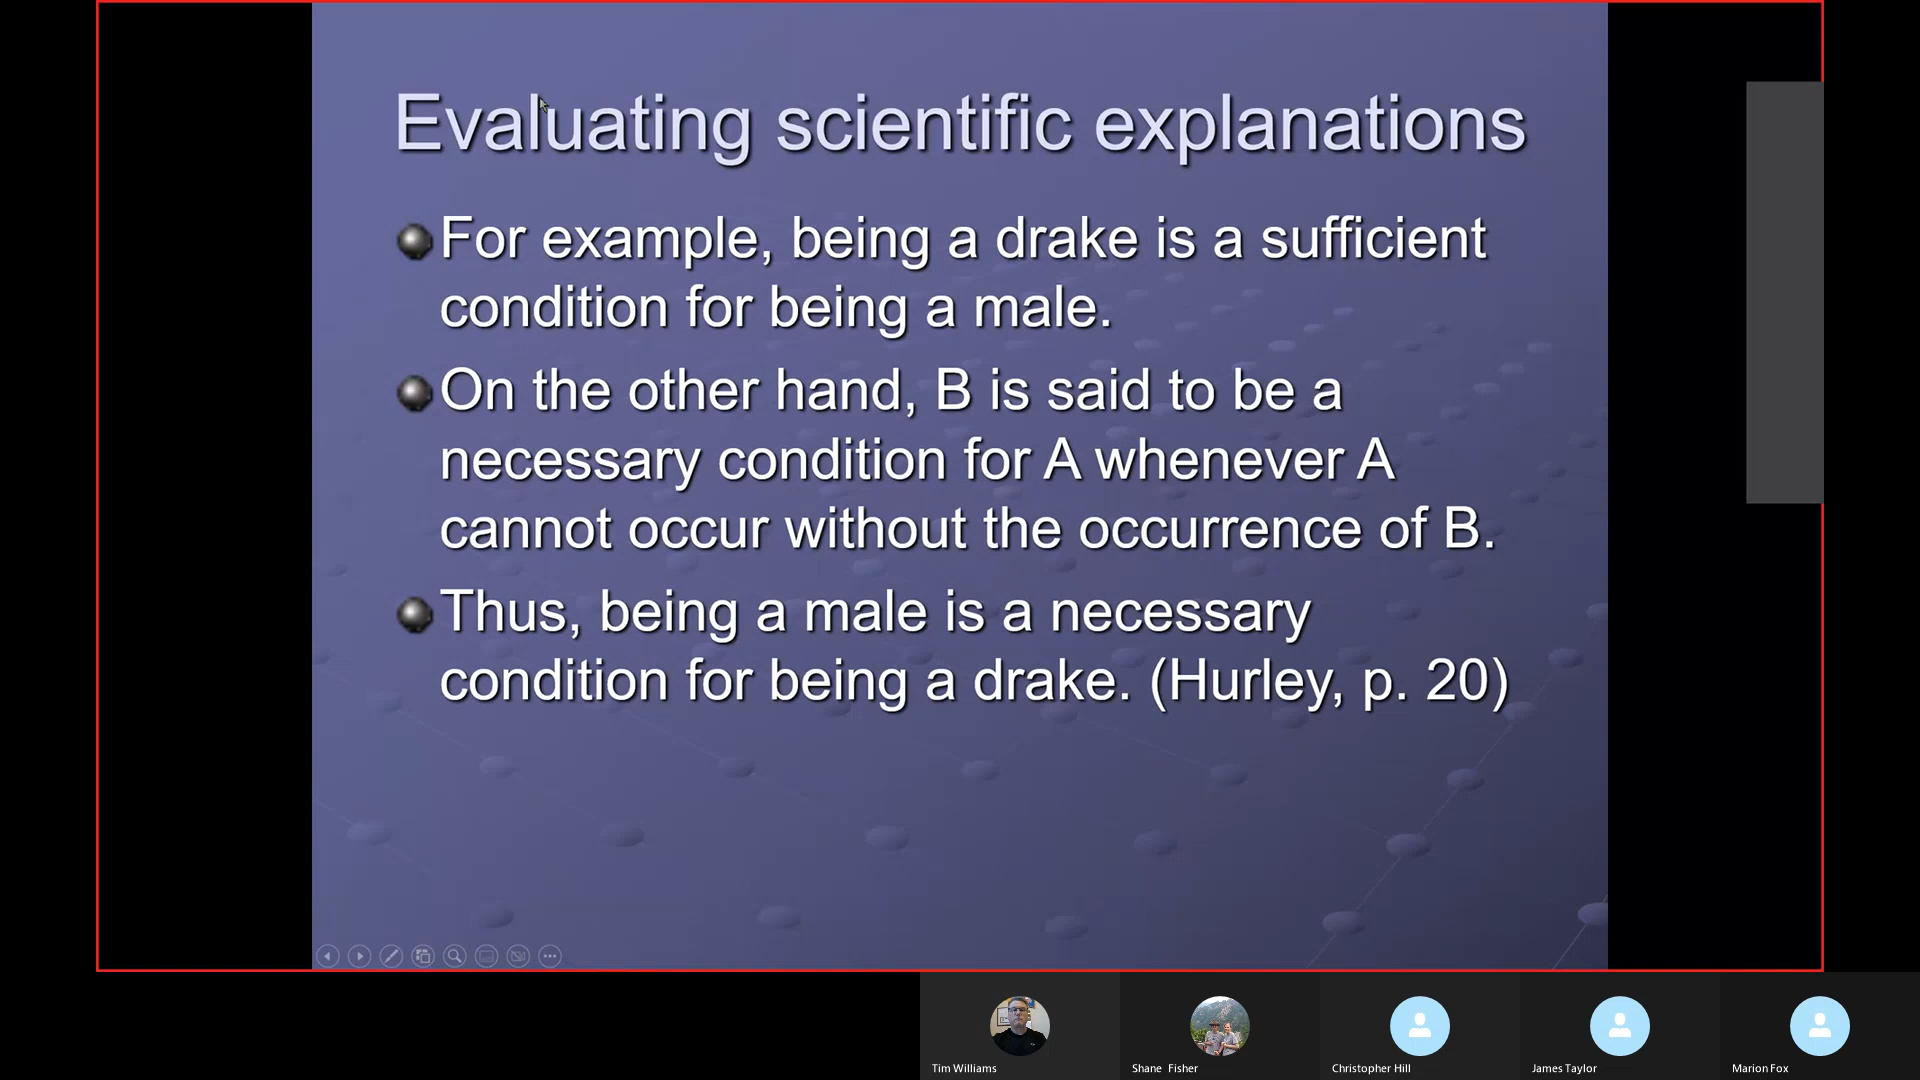 Evaluating scientific explanations
For example, being a drake is a sufficient
condition for being a male.
On the other hand, B is said to be a
necessary condition for A whenever A
cannot occur without the occurrence of B.
Thus, being a male is a necessary
condition for being a drake. (Hurley, p. 20)
Tim Williams
Shane Fisher
Christopher Hill
James Taylor
Marion Fox